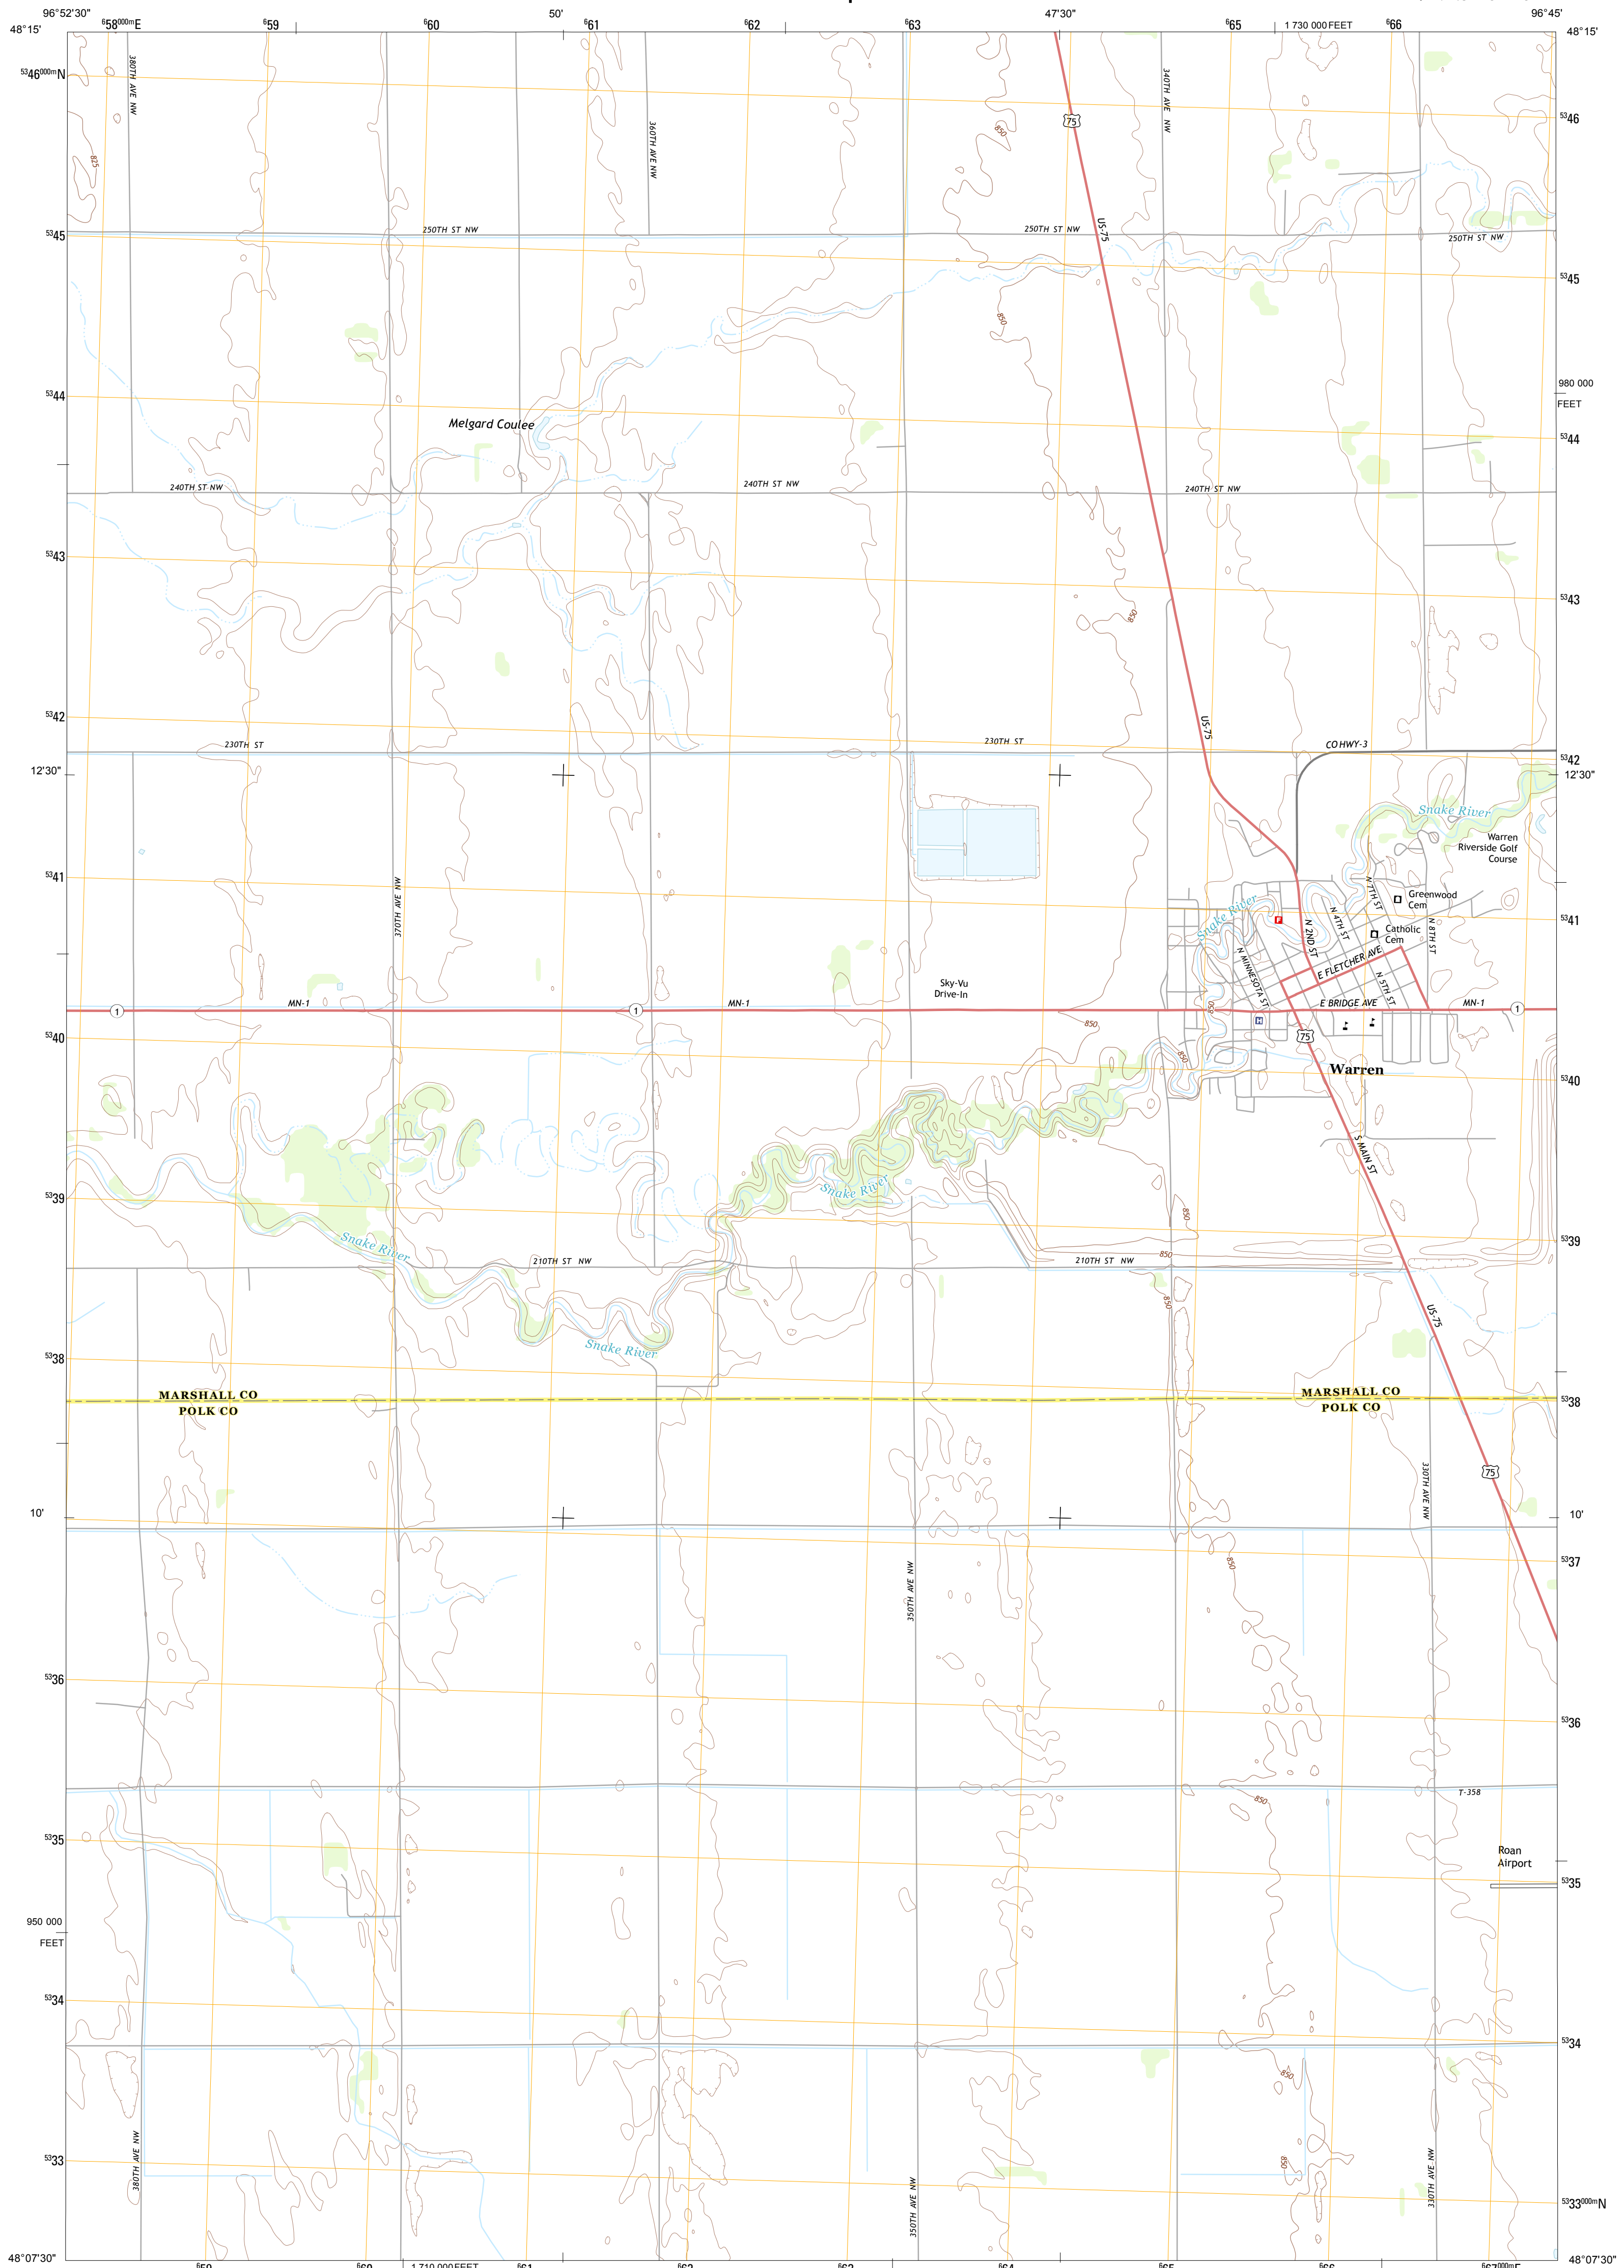 96°52'30"
50'
47'30"
96°45'
48°15'
⁶58⁰⁰⁰ᵐE
⁶59
⁶60
⁶61
⁶62
⁶63
⁶65
1 730 000 FEET
⁶66
48°15'
⁵³46⁰⁰⁰ᵐN
380TH AVE NW
360TH AVE NW
340TH AVE NW
850
75
⁵³46
825
⁵³45
250TH ST NW
250TH ST NW
US-75
250TH ST NW
⁵³45
850
980 000
FEET
⁵³44
Melgard Coulee
⁵³44
240TH ST NW
240TH ST NW
240TH ST NW
⁵³43
850
⁵³43
⁵³42
US-75
230TH ST
230TH ST
CO HWY-3
⁵³42
12'30"
12'30"
Snake River
Warren
Riverside Golf
Course
⁵³41
370TH AVE NW
Snake River
F
N 2ND ST
N 4TH ST
N 7TH ST
Greenwood
Cem
Catholic
Cem
N 8TH ST
⁵³41
E FLETCHER AVE
N MINNESOTA ST
N 5TH ST
Sky-Vu
Drive-In
1
MN-1
1
MN-1
850
E BRIDGE AVE
MN-1
1
H
850
75
850
⁵³40
Warren
⁵³40
S MAIN ST
Snake River
⁵³39
850
Snake River
⁵³39
210TH ST NW
850
210TH ST NW
850
US-75
Snake River
⁵³38
MARSHALL CO
POLK CO
MARSHALL CO
POLK CO
⁵³38
330TH AVE NW
75
10'
10'
850
⁵³37
350TH AVE NW
⁵³36
⁵³36
850
T-358
⁵³35
Roan
Airport
⁵³35
950 000
FEET
⁵³34
⁵³34
850
380TH AVE NW
⁵³33
350TH AVE NW
850
330TH AVE NW
⁵³33⁰⁰⁰ᵐN
48°07'30"
⁶59
⁶60
1 710 000 FEET
⁶61
⁶62
⁶63
⁶64
⁶65
⁶66
⁶67⁰⁰⁰ᵐE
48°07'30"